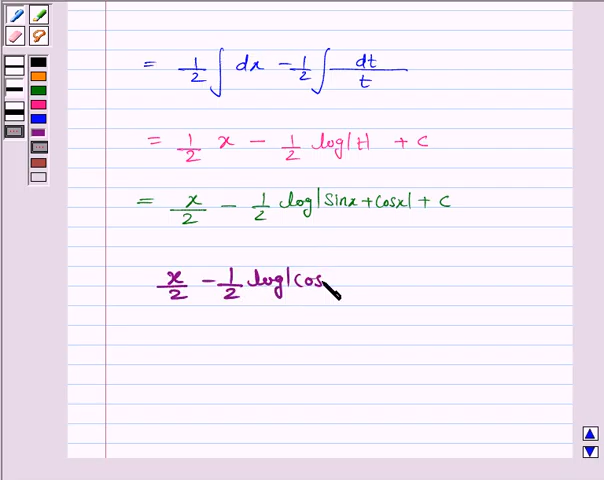 = 1/2 ∫ dx - 1/2 ∫ dt/t
= 1/2 x - 1/2 log|t| + c
= x/2 - 1/2 log|sinx + cosx| + c
x/2 - 1/2 log|cos